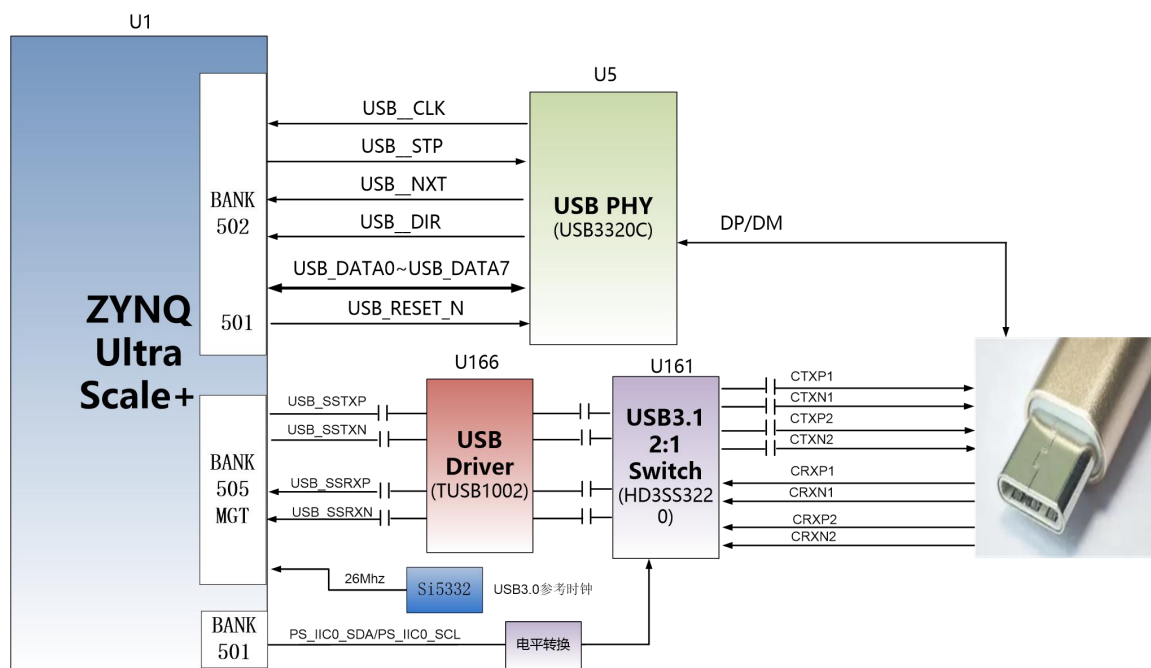 U1
ZYNQ
Ultra
Scale+
BANK
502
501
USB__CLK
USB__STP
USB__NXT
USB__DIR
USB_DATA0~USB_DATA7
USB_RESET_N
U5
USB PHY
(USB3320C)
DP/DM
BANK
505
MGT
USB_SSTXP
USB_SSTXN
USB_SSRXP
USB_SSRXN
U166
USB
Driver
(TUSB1002)
U161
USB3.1
2:1
Switch
(HD3SS322
0)
CTXP1
CTXN1
CTXP2
CTXN2
CRXP1
CRXN1
CRXP2
CRXN2
26Mhz
Si5332
USB3.0参考时钟
BANK
501
PS_IIC0_SDA/PS_IIC0_SCL
电平转换